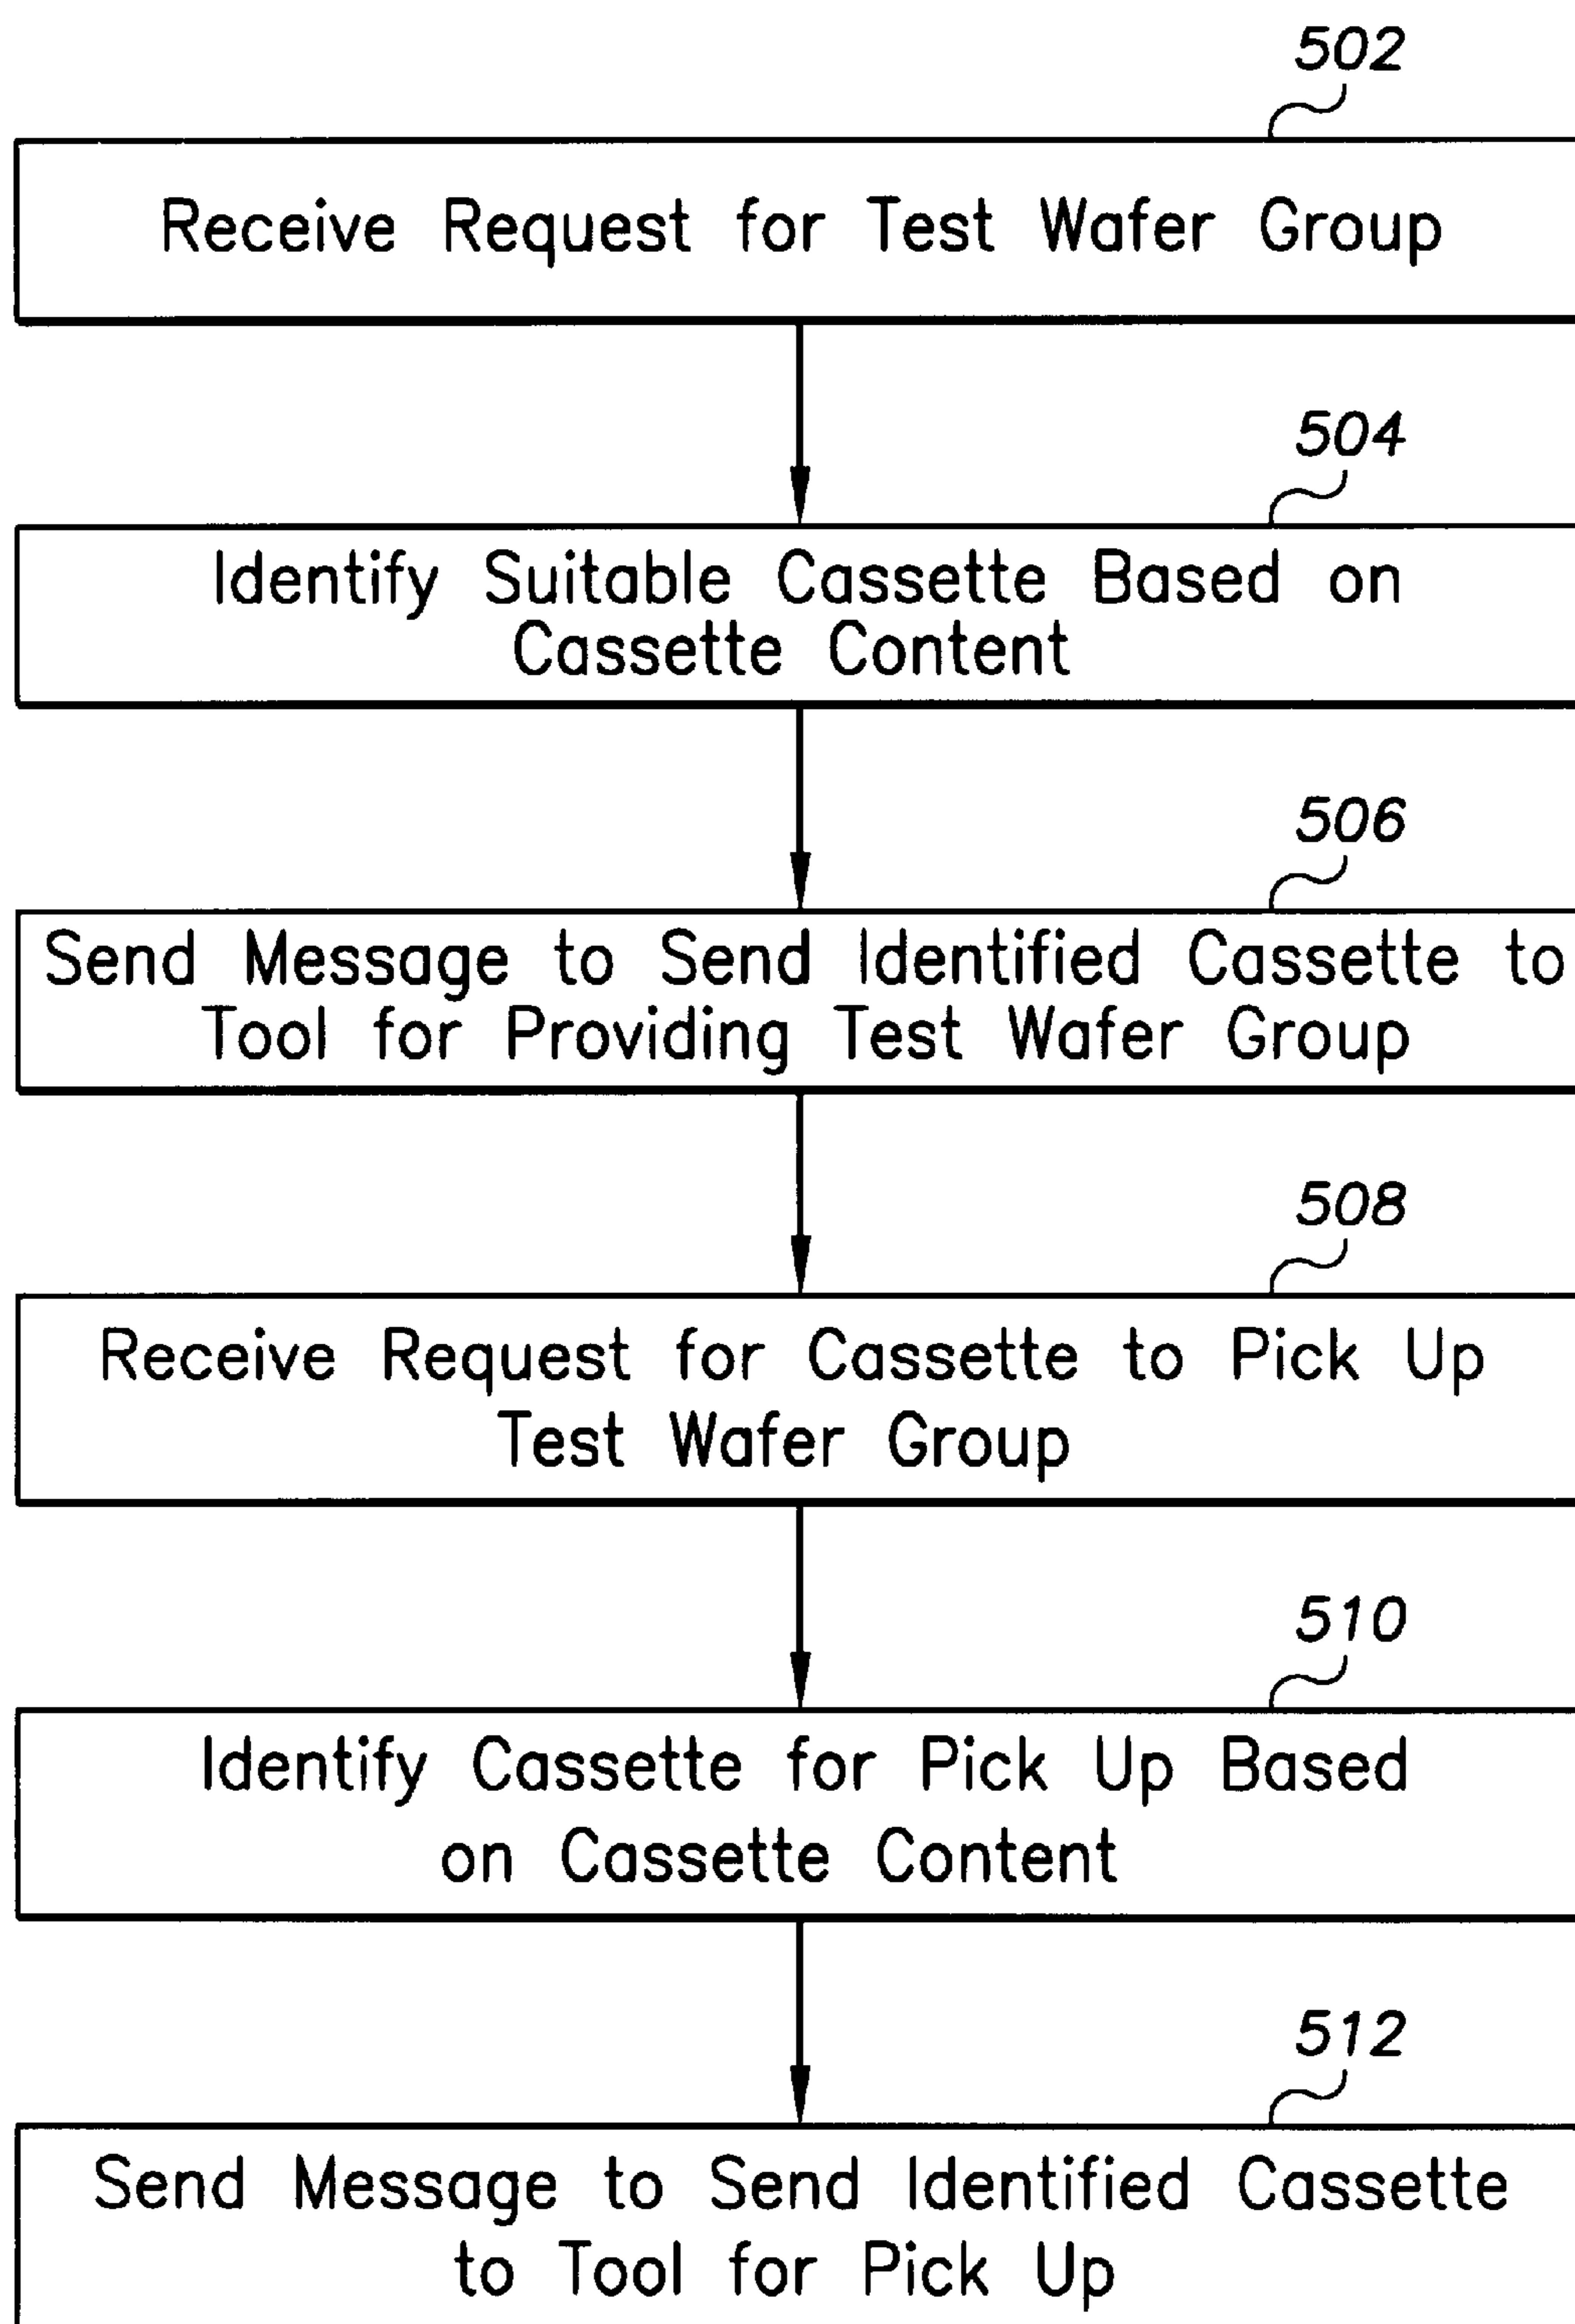 502
Receive Request for Test Wafer Group
504
Identify Suitable Cassette Based on
Cassette Content
506
Send Message to Send Identified Cassette to
Tool for Providing Test Wafer Group
508
Receive Request for Cassette to Pick Up
Test Wafer Group
510
Identify Cassette for Pick Up Based
on Cassette Content
512
Send Message to Send Identified Cassette
to Tool for Pick Up